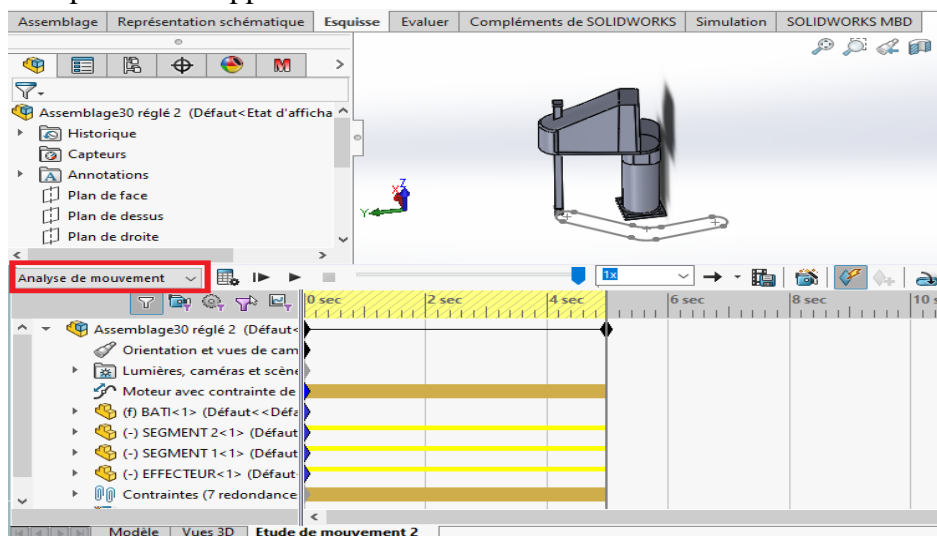 Assemblage Représentation schématique Esquisse Evaluer Compléments de SOLIDWORKS Simulation SOLIDWORKS MBD
Assemblage30 réglé 2 (Défaut<Etat d'afficha
Historique
Capteurs
Annotations
Plan de face
Plan de dessus
Plan de droite
X Z
Y
Analyse de mouvement
1x
0 sec 2 sec 4 sec 6 sec 8 sec 10 s
Assemblage30 réglé 2 (Défaut<
Orientation et vues de cam
Lumières, caméras et scène
Moteur avec contrainte de
(f) BATI<1> (Défaut<<Défa
(-) SEGMENT 2<1> (Défaut
(-) SEGMENT 1<1> (Défaut
(-) EFFECTEUR<1> (Défaut
Contraintes (7 redondance
Modèle Vues 3D Etude de mouvement 2